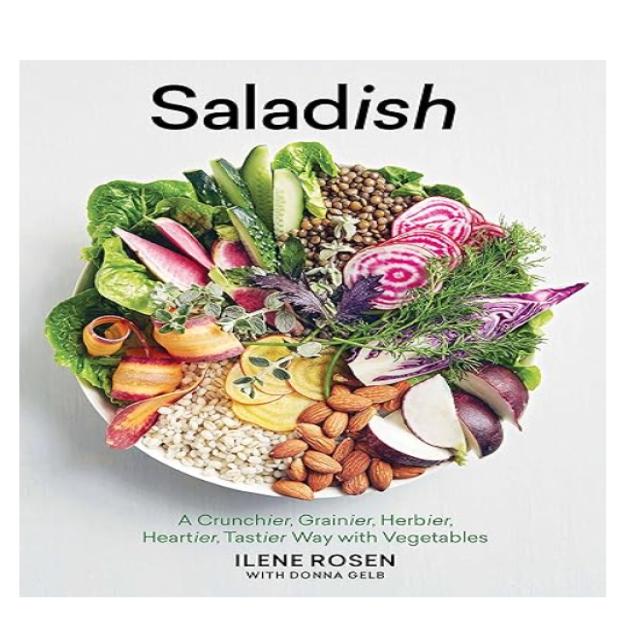 Saladish
A Crunchier, Grainier, Herbier,
Heartier, Tastier Way with Vegetables
ILENE ROSEN
WITH DONNA GELB